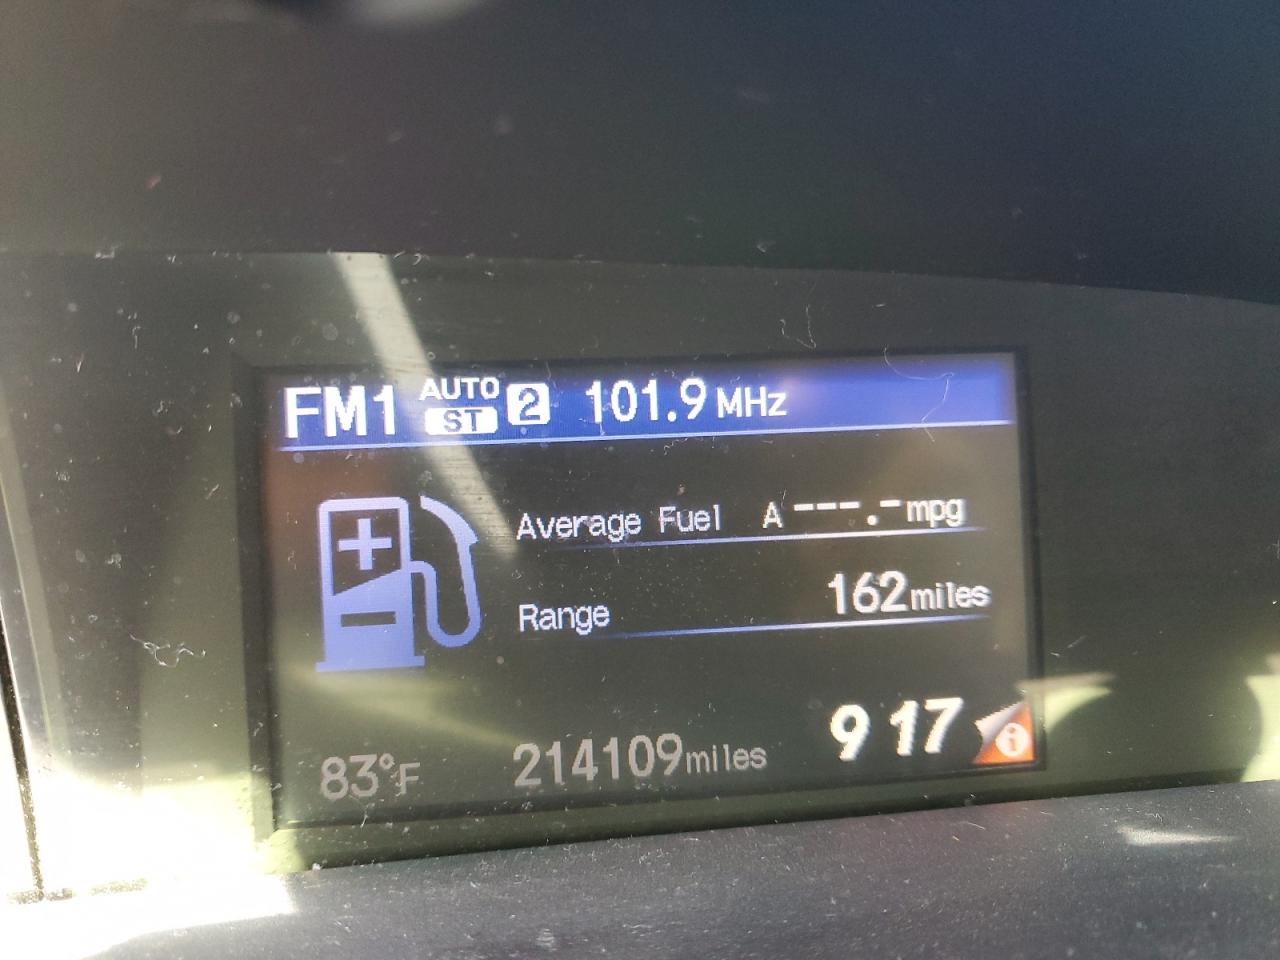 FM1 AUTO ST 2 101.9 MHz
Average Fuel A ---.- mpg
Range 162 miles
83°F 214109 miles 9 17 i